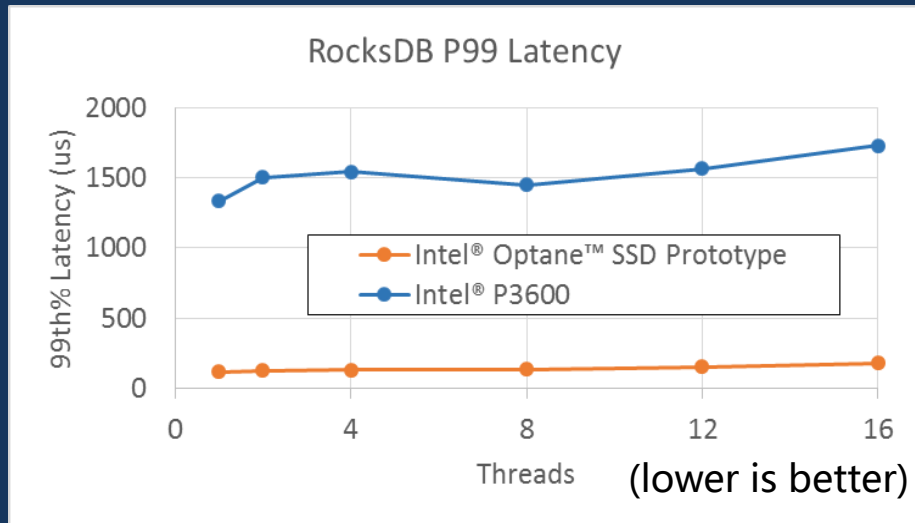 RocksDB P99 Latency
2000
1500
1000
500
0
99th% Latency (us)
Intel® Optane™ SSD Prototype
Intel® P3600
0 4 8 12 16
Threads
(lower is better)